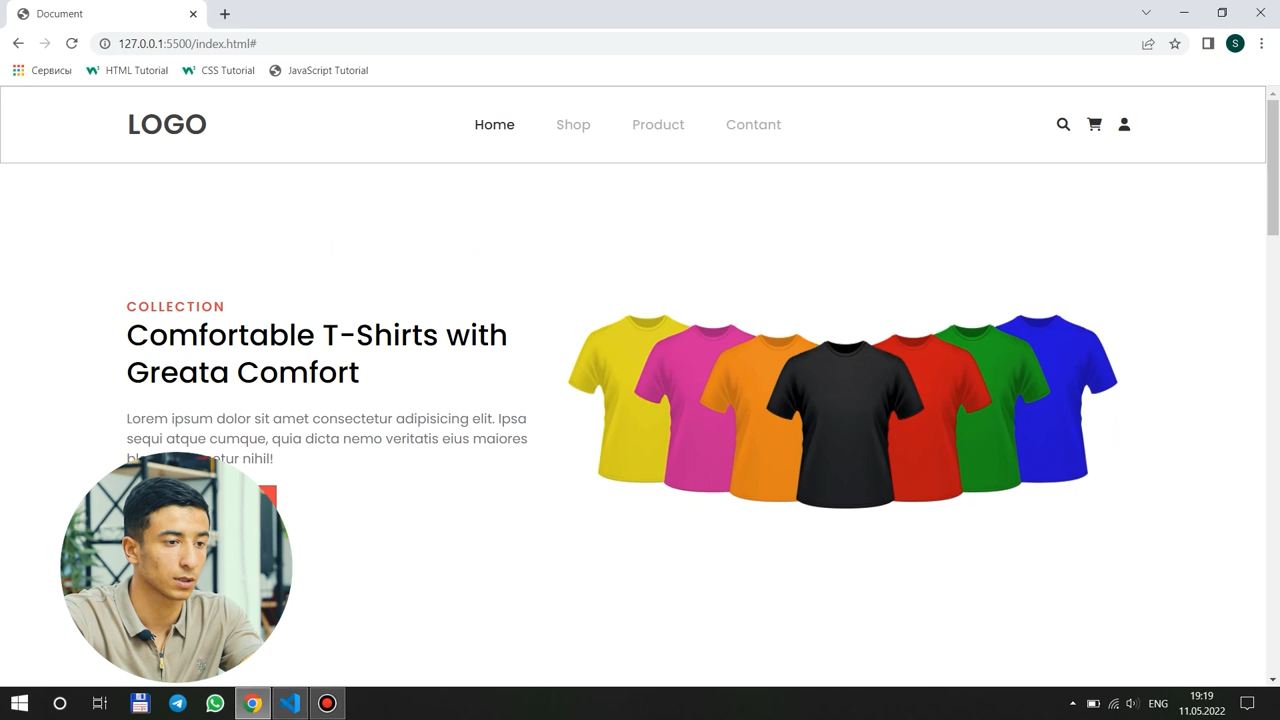 Document
127.0.0.1:5500/index.html#
S
Сервисы
HTML Tutorial
CSS Tutorial
JavaScript Tutorial
LOGO
Home
Shop
Product
Contant
COLLECTION
Comfortable T-Shirts with
Greata Comfort
Lorem ipsum dolor sit amet consectetur adipisicing elit. Ipsa
sequi atque cumque, quia dicta nemo veritatis eius maiores
nihil!
ENG
19:19
11.05.2022